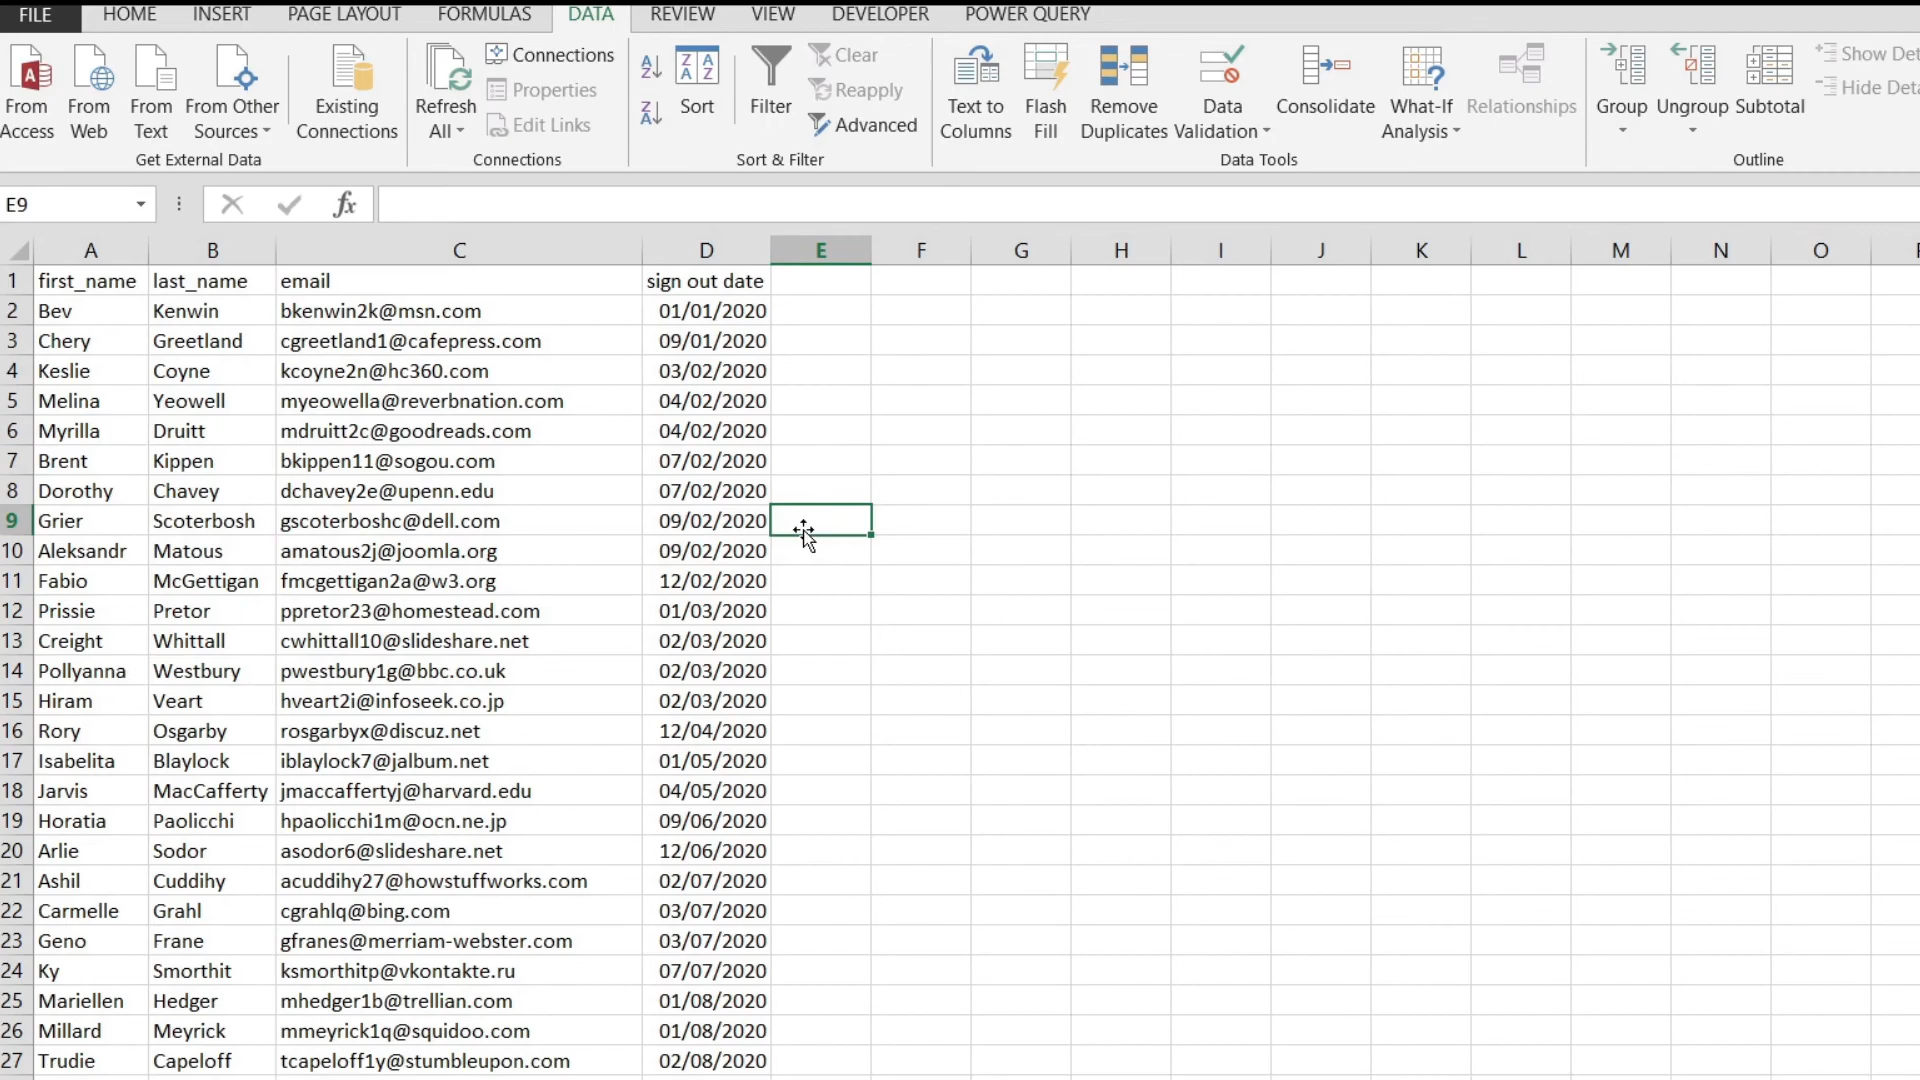 FILE HOME INSERT PAGE LAYOUT FORMULAS DATA REVIEW VIEW DEVELOPER POWER QUERY
From Access
From Web
From Text
From Other Sources
Existing Connections
Get External Data
Refresh All
Connections
Properties
Edit Links
Connections
Sort
Filter
Clear
Reapply
Advanced
Sort & Filter
Text to Columns
Flash Fill
Remove Duplicates
Data Validation
Consolidate
What-If Analysis
Relationships
Data Tools
Group
Ungroup
Subtotal
Show
Hide
Outline
E9 fx
A B C D E F G H I J K L M N O
1 first_name last_name email sign out date
2 Bev Kenwin bkenwin2k@msn.com 01/01/2020
3 Chery Greetland cgreetland1@cafepress.com 09/01/2020
4 Keslie Coyne kcoyne2n@hc360.com 03/02/2020
5 Melina Yeowell myeowella@reverbnation.com 04/02/2020
6 Myrilla Druitt mdruitt2c@goodreads.com 04/02/2020
7 Brent Kippen bkippen11@sogou.com 07/02/2020
8 Dorothy Chavey dchavey2e@upenn.edu 07/02/2020
9 Grier Scoterbosh gscoterboshc@dell.com 09/02/2020
10 Aleksandr Matous amatous2j@joomla.org 09/02/2020
11 Fabio McGettigan fmcgettigan2a@w3.org 12/02/2020
12 Prissie Pretor ppretor23@homestead.com 01/03/2020
13 Creight Whittall cwhittall10@slideshare.net 02/03/2020
14 Pollyanna Westbury pwestbury1g@bbc.co.uk 02/03/2020
15 Hiram Veart hveart2i@infoseek.co.jp 02/03/2020
16 Rory Osgarby rosgarbyx@discuz.net 12/04/2020
17 Isabelita Blaylock iblaylock7@jalbum.net 01/05/2020
18 Jarvis MacCafferty jmaccaffertyj@harvard.edu 04/05/2020
19 Horatia Paolicchi hpaolicchi1m@ocn.ne.jp 09/06/2020
20 Arlie Sodor asodor6@slideshare.net 12/06/2020
21 Ashil Cuddihy acuddihy27@howstuffworks.com 02/07/2020
22 Carmelle Grahl cgrahlq@bing.com 03/07/2020
23 Geno Frane gfranes@merriam-webster.com 03/07/2020
24 Ky Smorthit ksmorthitp@vkontakte.ru 07/07/2020
25 Mariellen Hedger mhedger1b@trellian.com 01/08/2020
26 Millard Meyrick mmeyrick1q@squidoo.com 01/08/2020
27 Trudie Capeloff tcapeloff1y@stumbleupon.com 02/08/2020